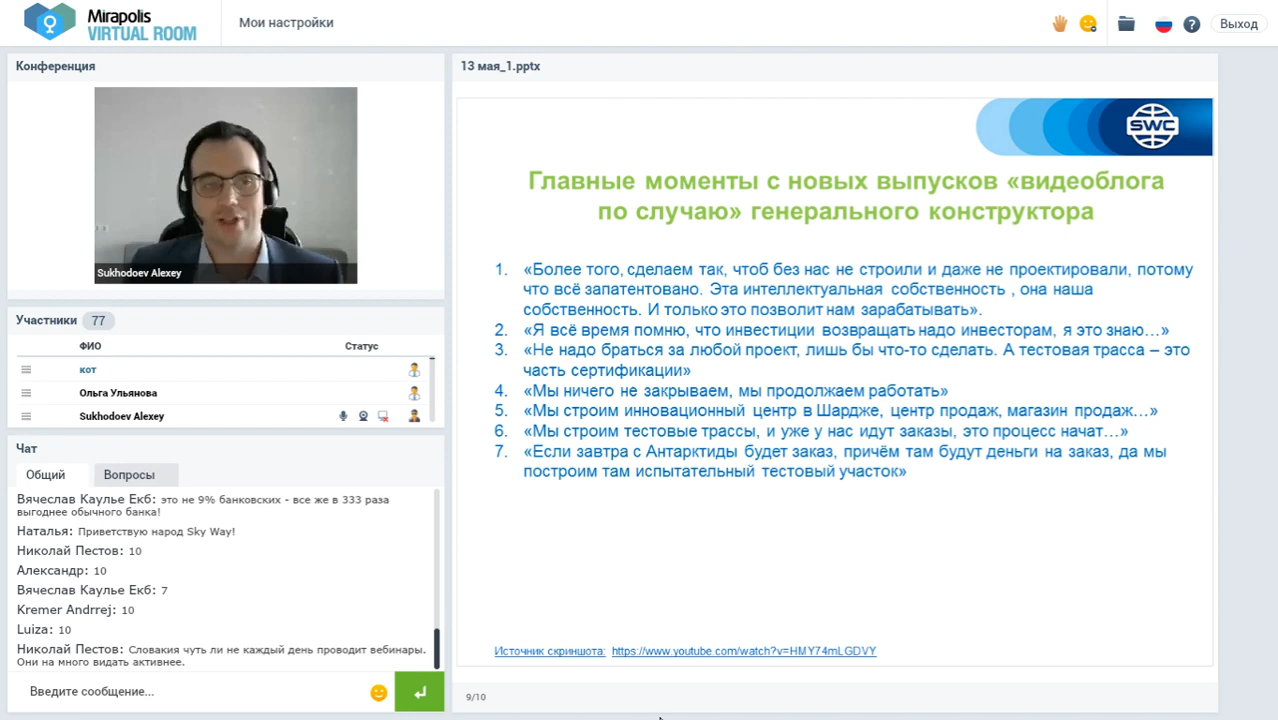 Mirapolis
VIRTUAL ROOM
Мои настройки
?
Выход
Конференция
Sukhodoev Alexey
Участники 77
ФИО Статус
кот
Ольга Ульянова
Sukhodoev Alexey
Чат
Общий Вопросы
Вячеслав Каулье Екб: это не 9% банковских - все же в 333 раза
выгоднее обычного банка!
Наталья: Приветствую народ Sky Way!
Николай Пестов: 10
Александр: 10
Вячеслав Каулье Екб: 7
Kremer Andrrej: 10
Luiza: 10
Николай Пестов: Словакия чуть ли не каждый день проводит вебинары.
Они на много видать активнее.
Введите сообщение...
13 мая_1.pptx
SWC
Главные моменты с новых выпусков «видеоблога
по случаю» генерального конструктора
1. «Более того, сделаем так, чтоб без нас не строили и даже не проектировали, потому
что всё запатентовано. Эта интеллектуальная собственность , она наша
собственность. И только это позволит нам зарабатывать».
2. «Я всё время помню, что инвестиции возвращать надо инвесторам, я это знаю…»
3. «Не надо браться за любой проект, лишь бы что-то сделать. А тестовая трасса – это
часть сертификации»
4. «Мы ничего не закрываем, мы продолжаем работать»
5. «Мы строим инновационный центр в Шардже, центр продаж, магазин продаж…»
6. «Мы строим тестовые трассы, и уже у нас идут заказы, это процесс начат…»
7. «Если завтра с Антарктиды будет заказ, причём там будут деньги на заказ, да мы
построим там испытательный тестовый участок»
Источник скриншота: https://www.youtube.com/watch?v=HMY74mLGDVY
9/10